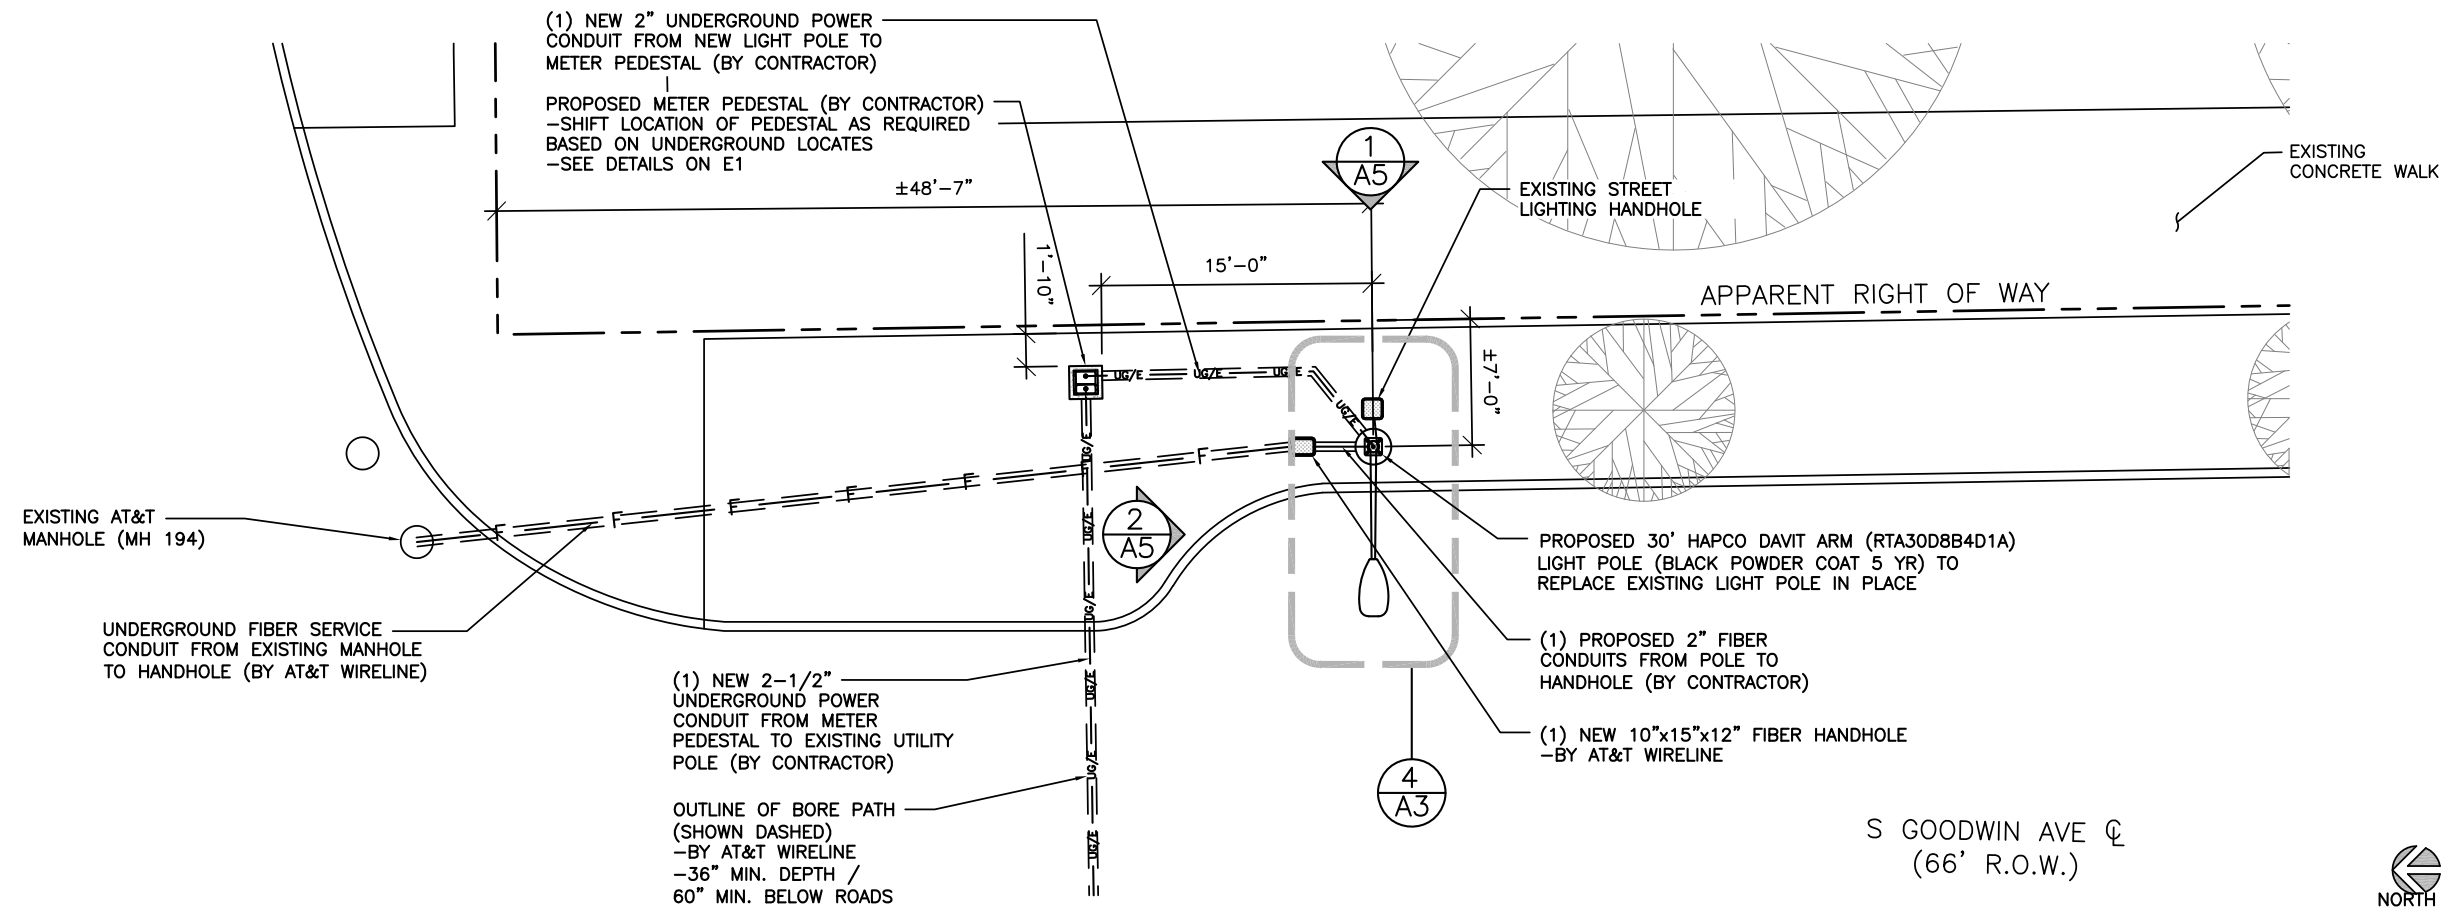 (1) NEW 2" UNDERGROUND POWER
CONDUIT FROM NEW LIGHT POLE TO
METER PEDESTAL (BY CONTRACTOR)
PROPOSED METER PEDESTAL (BY CONTRACTOR)
-SHIFT LOCATION OF PEDESTAL AS REQUIRED
BASED ON UNDERGROUND LOCATES
-SEE DETAILS ON E1
±48'-7"
1
A5
EXISTING STREET
LIGHTING HANDHOLE
EXISTING
CONCRETE WALK
1'-10"
15'-0"
APPARENT RIGHT OF WAY
±7'-0"
UG/E
UG/E
UG/E
UG/E
UG/E
UG/E
UG/E
UG/E
UG/E
UG/E
F
F
F
F
F
F
F
2
A5
EXISTING AT&T
MANHOLE (MH 194)
UNDERGROUND FIBER SERVICE
CONDUIT FROM EXISTING MANHOLE
TO HANDHOLE (BY AT&T WIRELINE)
(1) NEW 2-1/2"
UNDERGROUND POWER
CONDUIT FROM METER
PEDESTAL TO EXISTING UTILITY
POLE (BY CONTRACTOR)
OUTLINE OF BORE PATH
(SHOWN DASHED)
-BY AT&T WIRELINE
-36" MIN. DEPTH /
60" MIN. BELOW ROADS
PROPOSED 30' HAPCO DAVIT ARM (RTA30D8B4D1A)
LIGHT POLE (BLACK POWDER COAT 5 YR) TO
REPLACE EXISTING LIGHT POLE IN PLACE
(1) PROPOSED 2" FIBER
CONDUITS FROM POLE TO
HANDHOLE (BY CONTRACTOR)
(1) NEW 10"x15"x12" FIBER HANDHOLE
-BY AT&T WIRELINE
4
A3
S GOODWIN AVE ℄
(66' R.O.W.)
NORTH